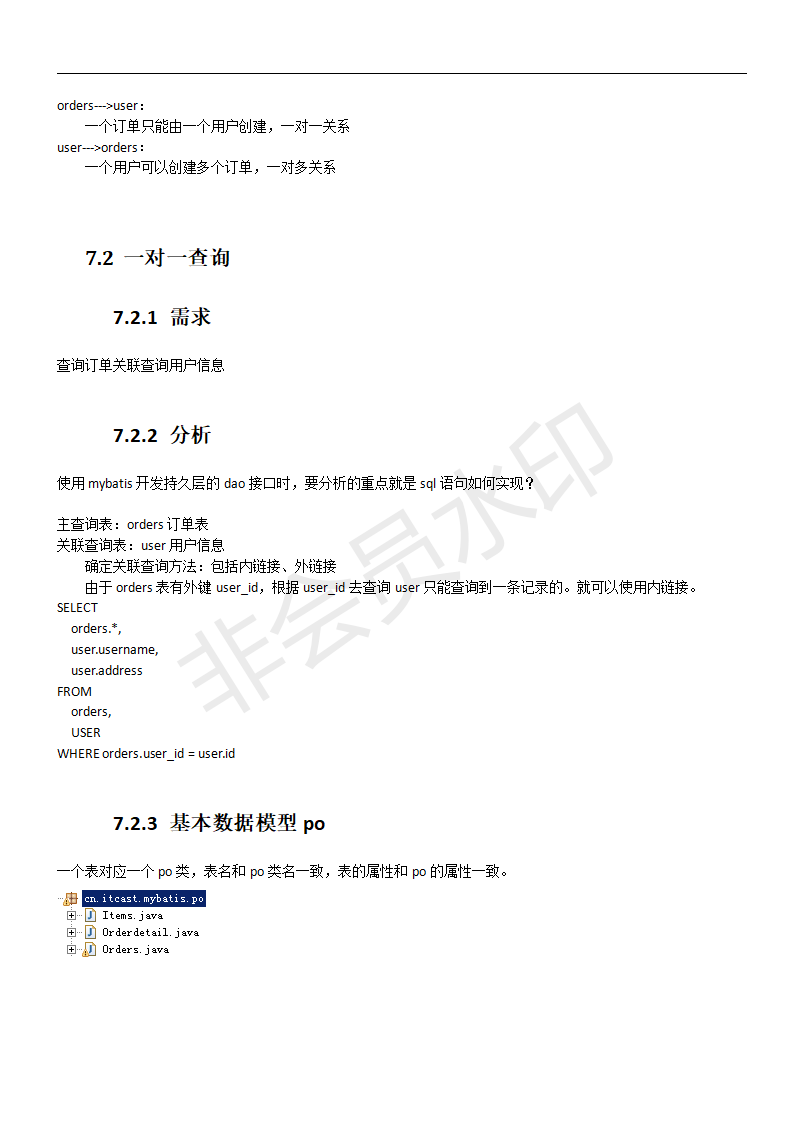 orders--->user：
一个订单只能由一个用户创建，一对一关系
user--->orders：
一个用户可以创建多个订单，一对多关系
7.2 一对一查询
7.2.1 需求
查询订单关联查询用户信息
7.2.2 分析
使用 mybatis 开发持久层的 dao 接口时，要分析的重点就是 sql 语句如何实现？
主查询表：orders 订单表
关联查询表：user 用户信息
确定关联查询方法：包括内链接、外链接
由于 orders 表有外键 user_id，根据 user_id 去查询 user 只能查询到一条记录的。就可以使用内链接。
SELECT
orders.*,
user.username,
user.address
FROM
orders,
USER
WHERE orders.user_id = user.id
7.2.3 基本数据模型 po
一个表对应一个 po 类，表名和 po 类名一致，表的属性和 po 的属性一致。
cn.itcast.mybatis.po
Items.java
Orderdetail.java
Orders.java
非会员水印